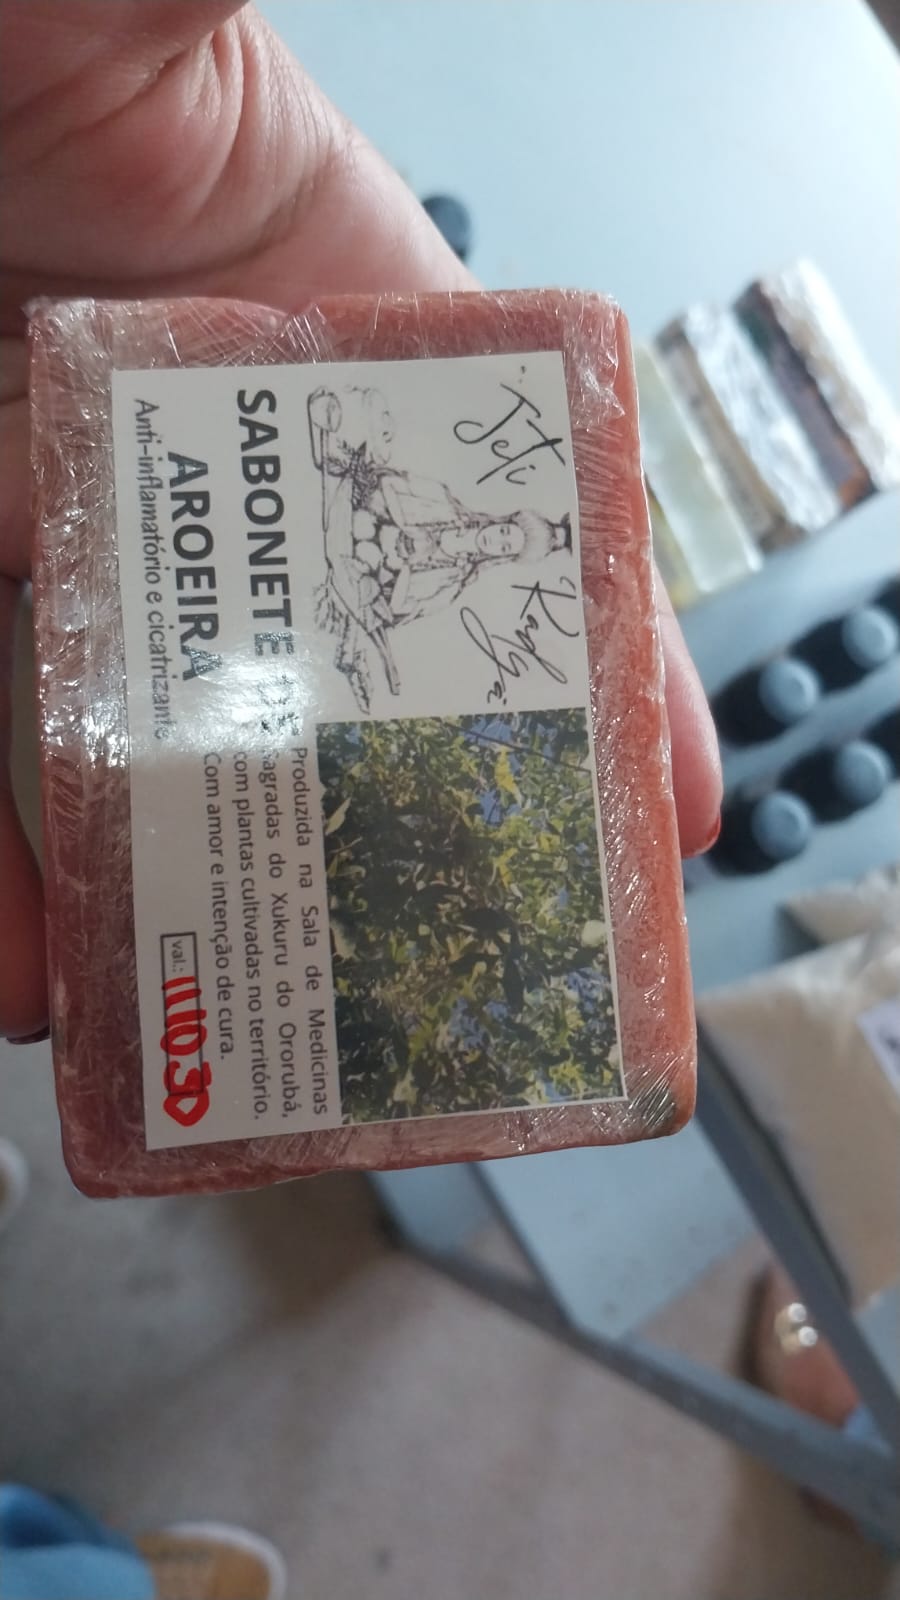 SABONETE DE
AROEIRA
Anti-inflamatório e cicatrizante
Produzida na Sala de Medicinas
Sagradas do Xukuru do Ororubá,
com plantas cultivadas no território.
Com amor e intenção de cura.
val.: